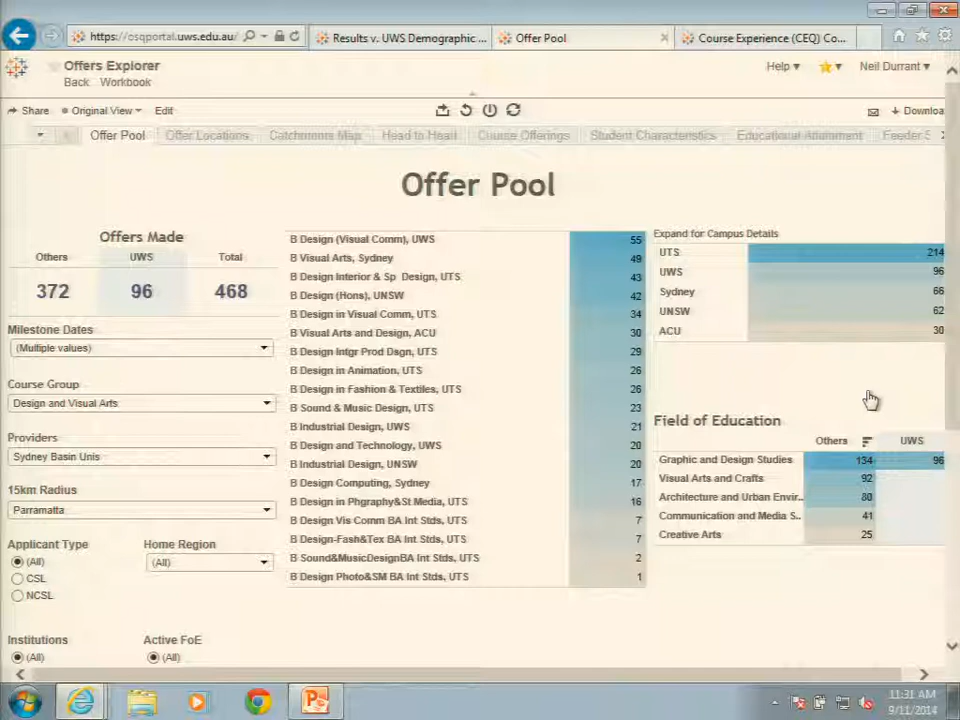 https://osqportal.uws.edu.au/
Results v. UWS Demographic ...
Offer Pool
Course Experience (CEQ) Co...
Offers Explorer
Back Workbook
Help
Neil Durrant
Share
Original View
Edit
Downloa
Offer Pool
Offer Locations
Catchments Map
Head to Head
Course Offerings
Student Characteristics
Educational Attainment
Feeder S
Offer Pool
Offers Made
Others UWS Total
372 96 468
Milestone Dates
(Multiple values)
Course Group
Design and Visual Arts
Providers
Sydney Basin Unis
15km Radius
Parramatta
Applicant Type
(All)
CSL
NCSL
Home Region
(All)
Institutions
(All)
Active FoE
(All)
B Design (Visual Comm), UWS 55
B Visual Arts, Sydney 49
B Design Interior & Sp Design, UTS 43
B Design (Hons), UNSW 42
B Design in Visual Comm, UTS 34
B Visual Arts and Design, ACU 30
B Design Intgr Prod Dsgn, UTS 29
B Design in Animation, UTS 26
B Design in Fashion & Textiles, UTS 26
B Sound & Music Design, UTS 23
B Industrial Design, UWS 21
B Design and Technology, UWS 20
B Industrial Design, UNSW 20
B Design Computing, Sydney 17
B Design in Phgraphy&St Media, UTS 16
B Design Vis Comm BA Int Stds, UTS 7
B Design-Fash&Tex BA Int Stds, UTS 7
B Sound&MusicDesignBA Int Stds, UTS 2
B Design Photo&SM BA Int Stds, UTS 1
Expand for Campus Details
UTS 214
UWS 96
Sydney 66
UNSW 62
ACU 30
Field of Education
Others UWS
Graphic and Design Studies 134 96
Visual Arts and Crafts 92
Architecture and Urban Envir.. 80
Communication and Media S.. 41
Creative Arts 25
11:31 AM
9/11/2014